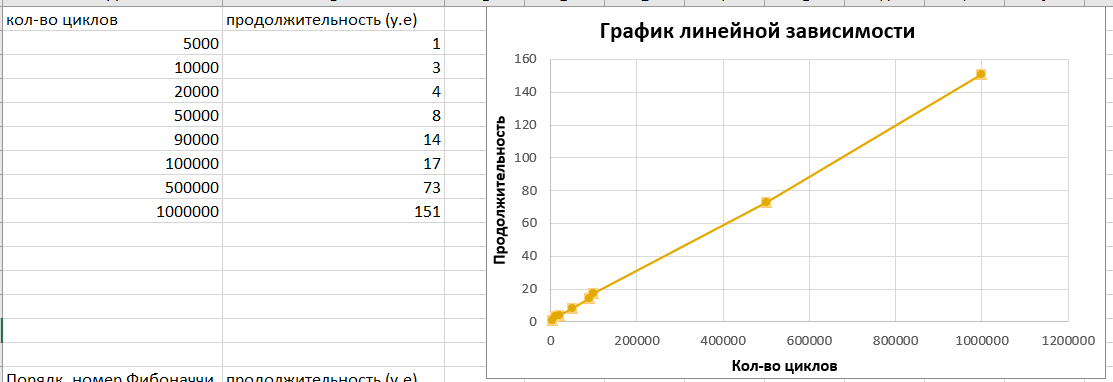 кол-во циклов продолжительность (у.е)
5000 1
10000 3
20000 4
50000 8
90000 14
100000 17
500000 73
1000000 151
Порядк. номер Фибоначчи продолжительность (у.е)
График линейной зависимости
160
140
120
100
80
60
40
20
0
Продолжительность
0 200000 400000 600000 800000 1000000 1200000
Кол-во циклов